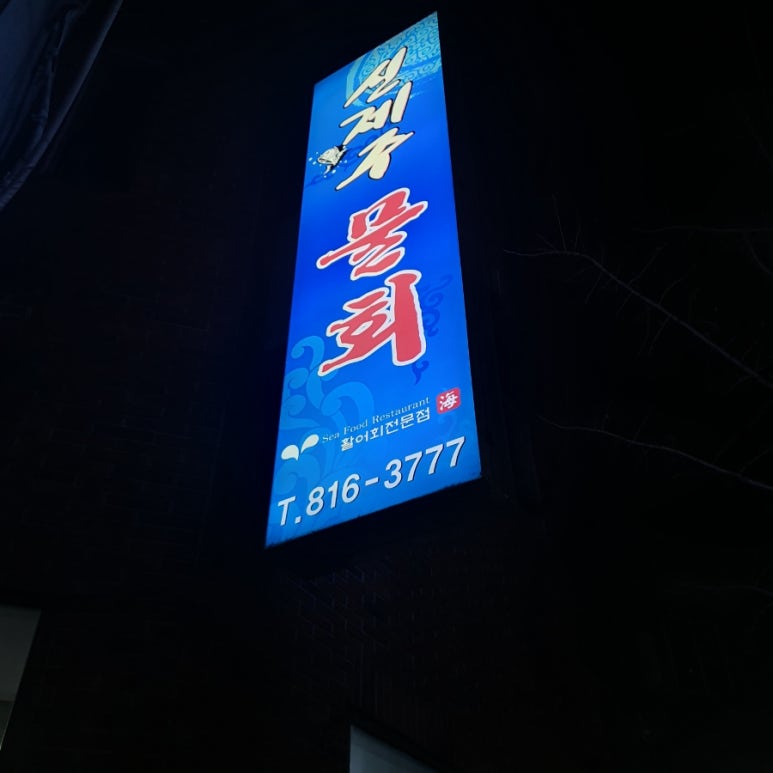 신제주
물회
Sea Food Restaurant
활어회전문점
海
T.816-3777